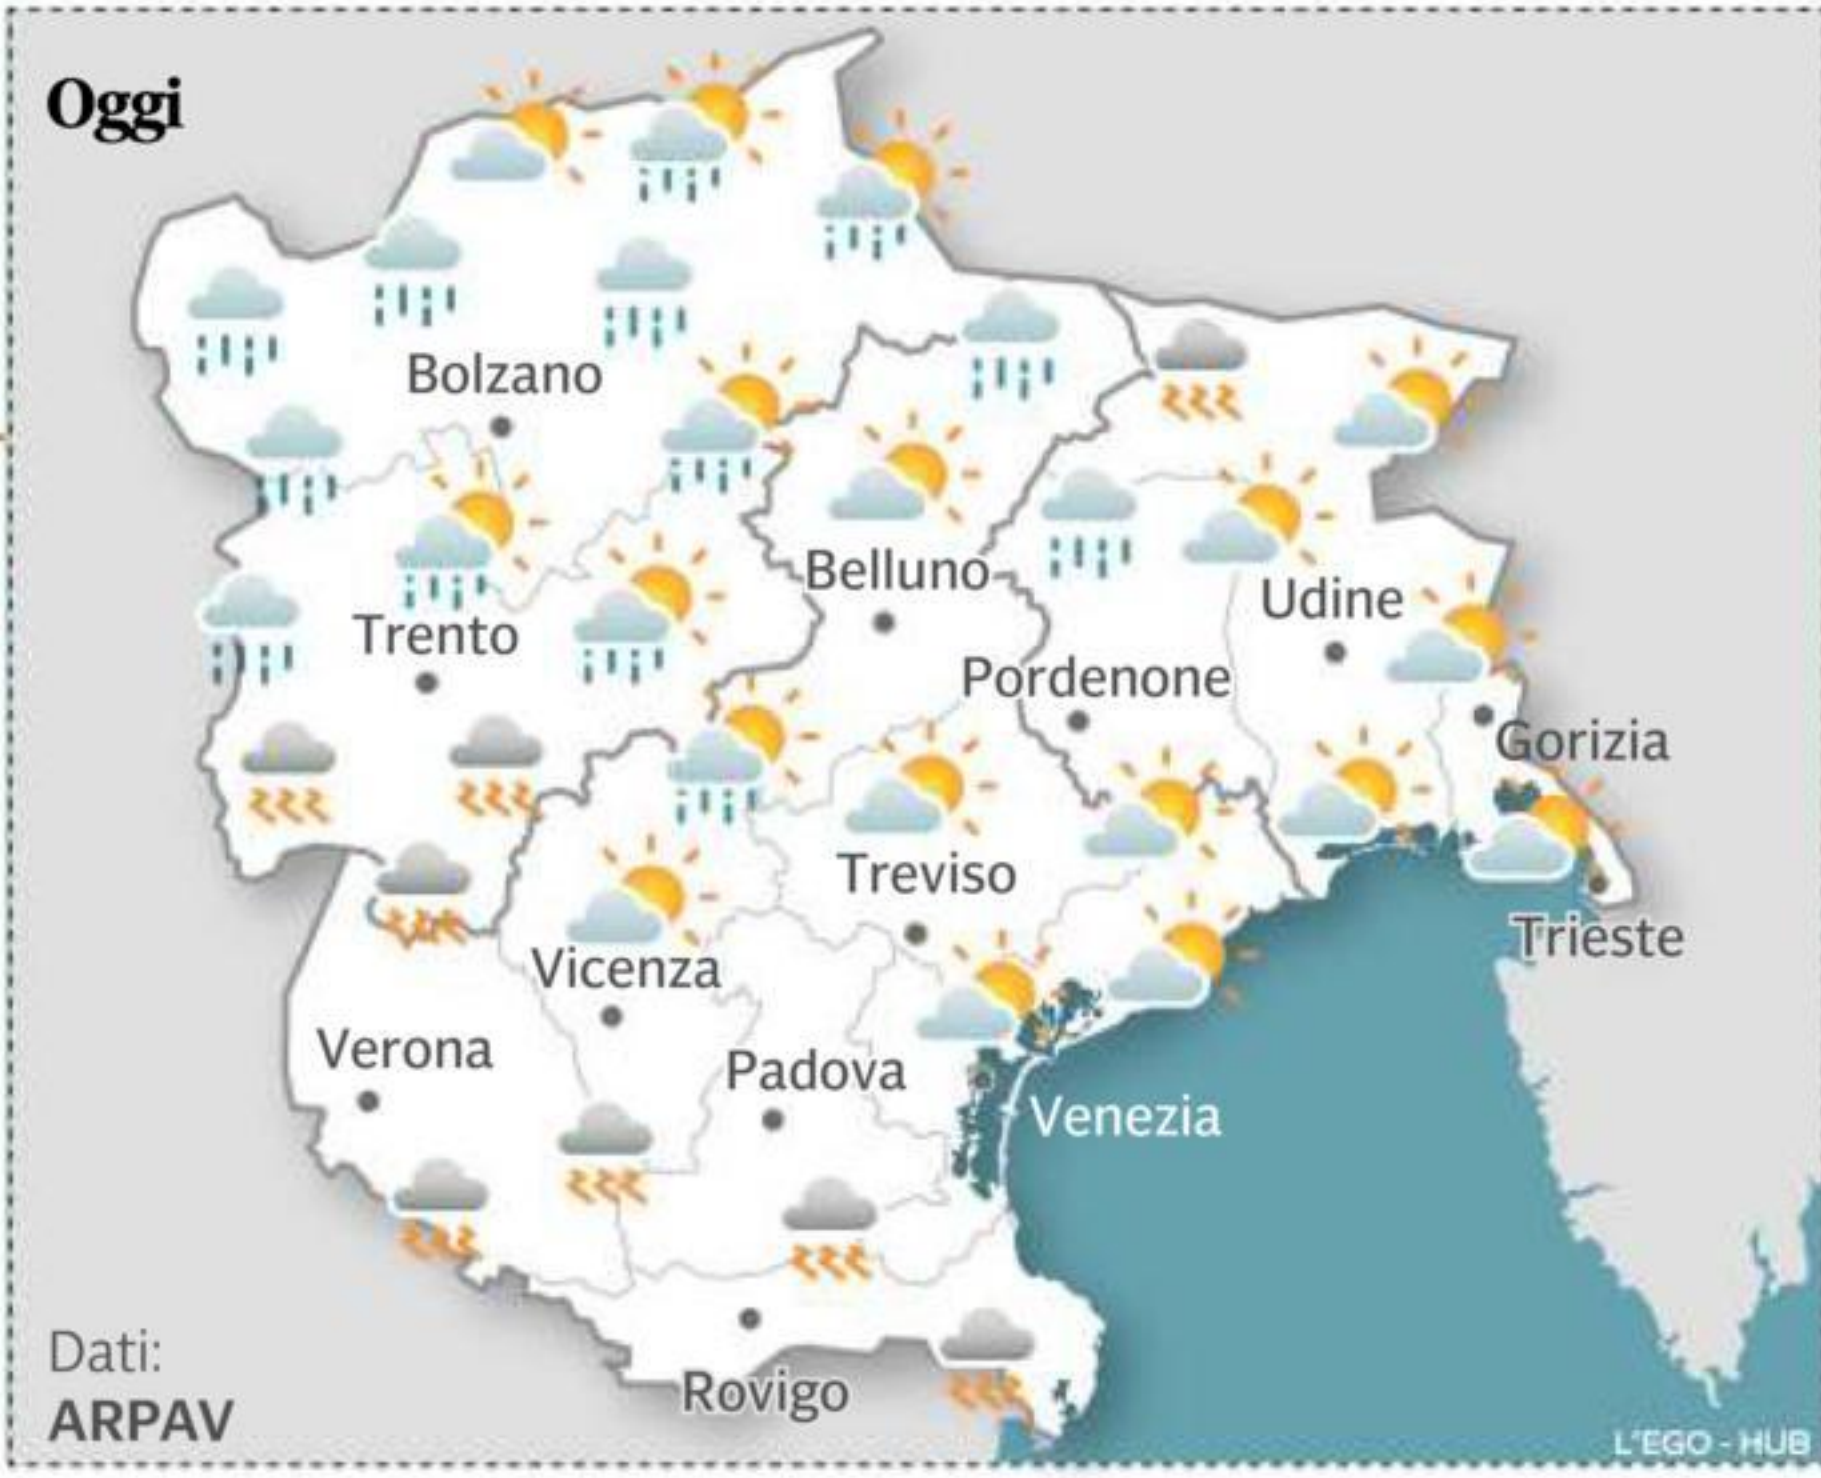 Oggi
Bolzano
Trento
Belluno
Udine
Pordenone
Gorizia
Treviso
Trieste
Vicenza
Verona
Padova
Venezia
Rovigo
Dati:
ARPAV
L'EGO - HUB